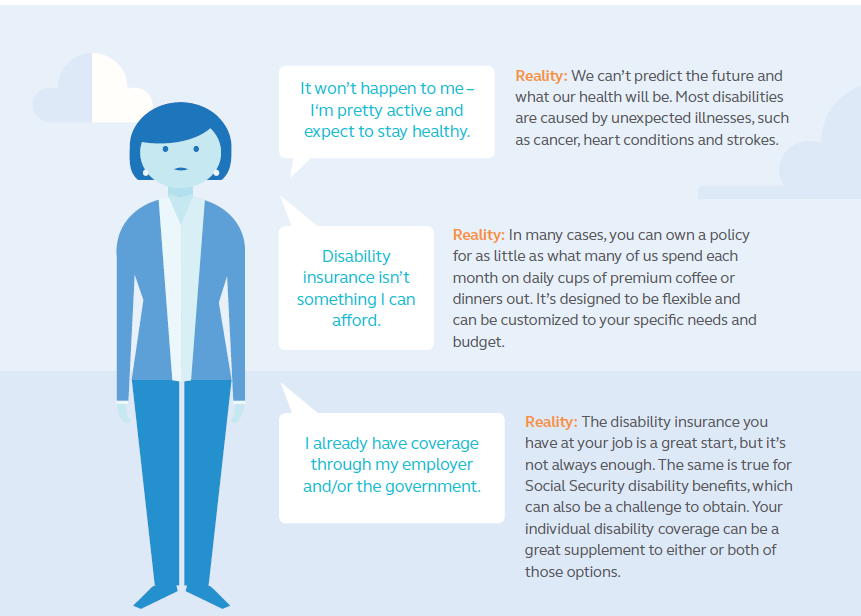 It won't happen to me –
I'm pretty active and
expect to stay healthy.
Reality: We can't predict the future and
what our health will be. Most disabilities
are caused by unexpected illnesses, such
as cancer, heart conditions and strokes.
Disability
insurance isn't
something I can
afford.
Reality: In many cases, you can own a policy
for as little as what many of us spend each
month on daily cups of premium coffee or
dinners out. It's designed to be flexible and
can be customized to your specific needs and
budget.
I already have coverage
through my employer
and/or the government.
Reality: The disability insurance you
have at your job is a great start, but it's
not always enough. The same is true for
Social Security disability benefits, which
can also be a challenge to obtain. Your
individual disability coverage can be a
great supplement to either or both of
those options.